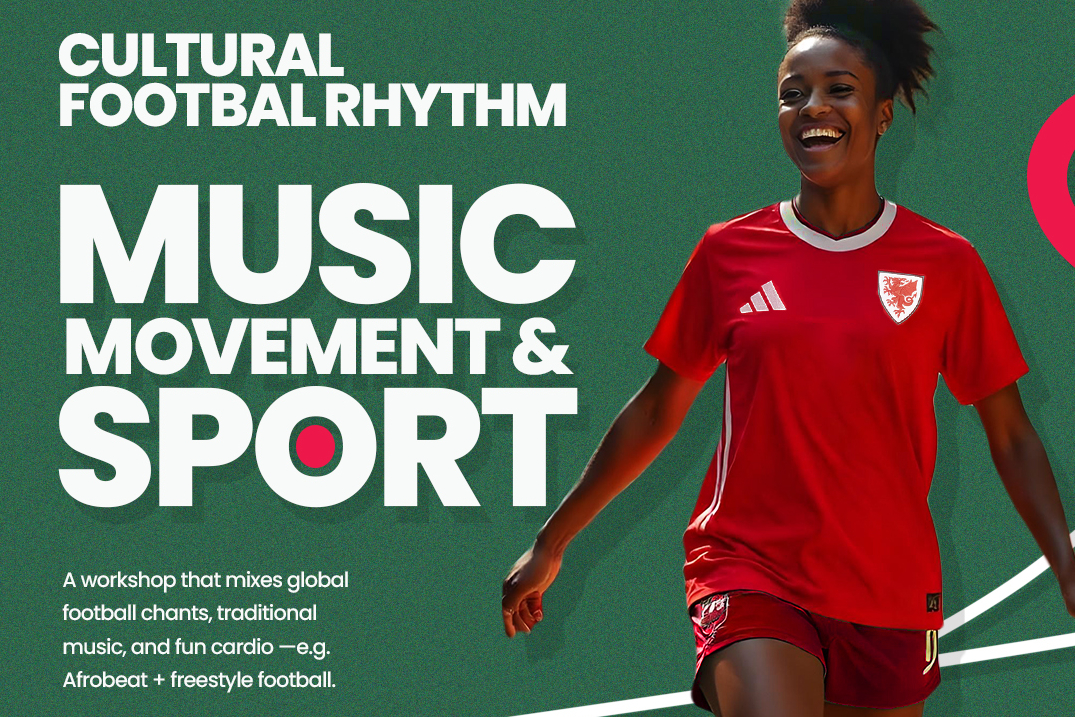 CULTURAL
FOOTBAL RHYTHM
MUSIC
MOVEMENT &
SPORT
A workshop that mixes global
football chants, traditional
music, and fun cardio —e.g.
Afrobeat + freestyle football.